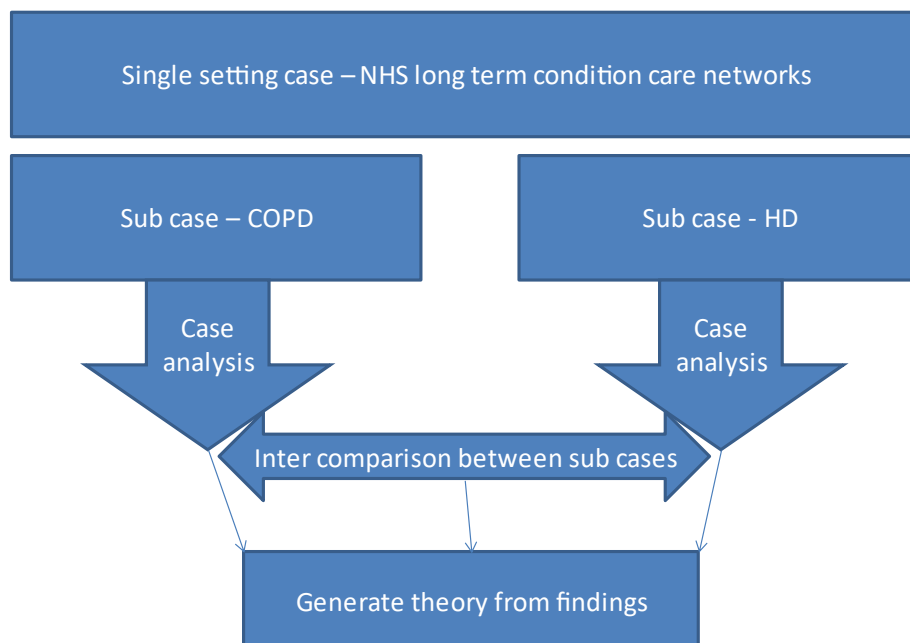 Single setting case – NHS long term condition care networks
Sub case – COPD
Sub case - HD
Case
analysis
Case
analysis
Inter comparison between sub cases
Generate theory from findings